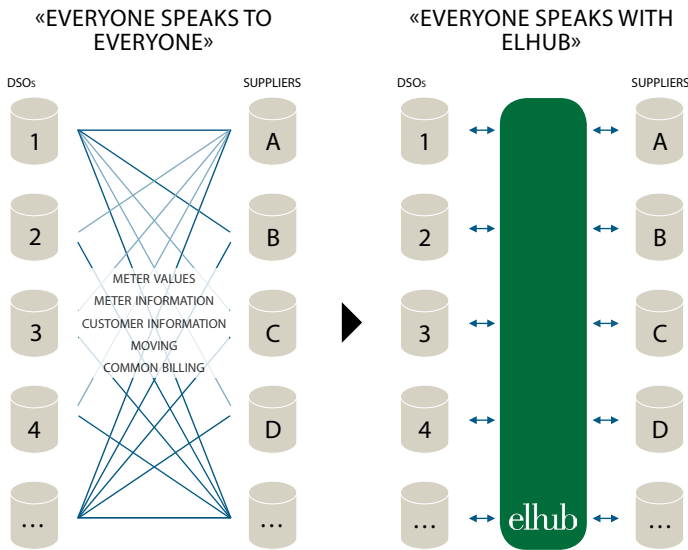 «EVERYONE SPEAKS TO
EVERYONE»
DSOs
SUPPLIERS
1
A
2
B
METER VALUES
METER INFORMATION
3
CUSTOMER INFORMATION
C
MOVING
COMMON BILLING
4
D
...
...
«EVERYONE SPEAKS WITH
ELHUB»
DSOs
SUPPLIERS
1
A
2
B
3
C
4
D
...
elhub
...